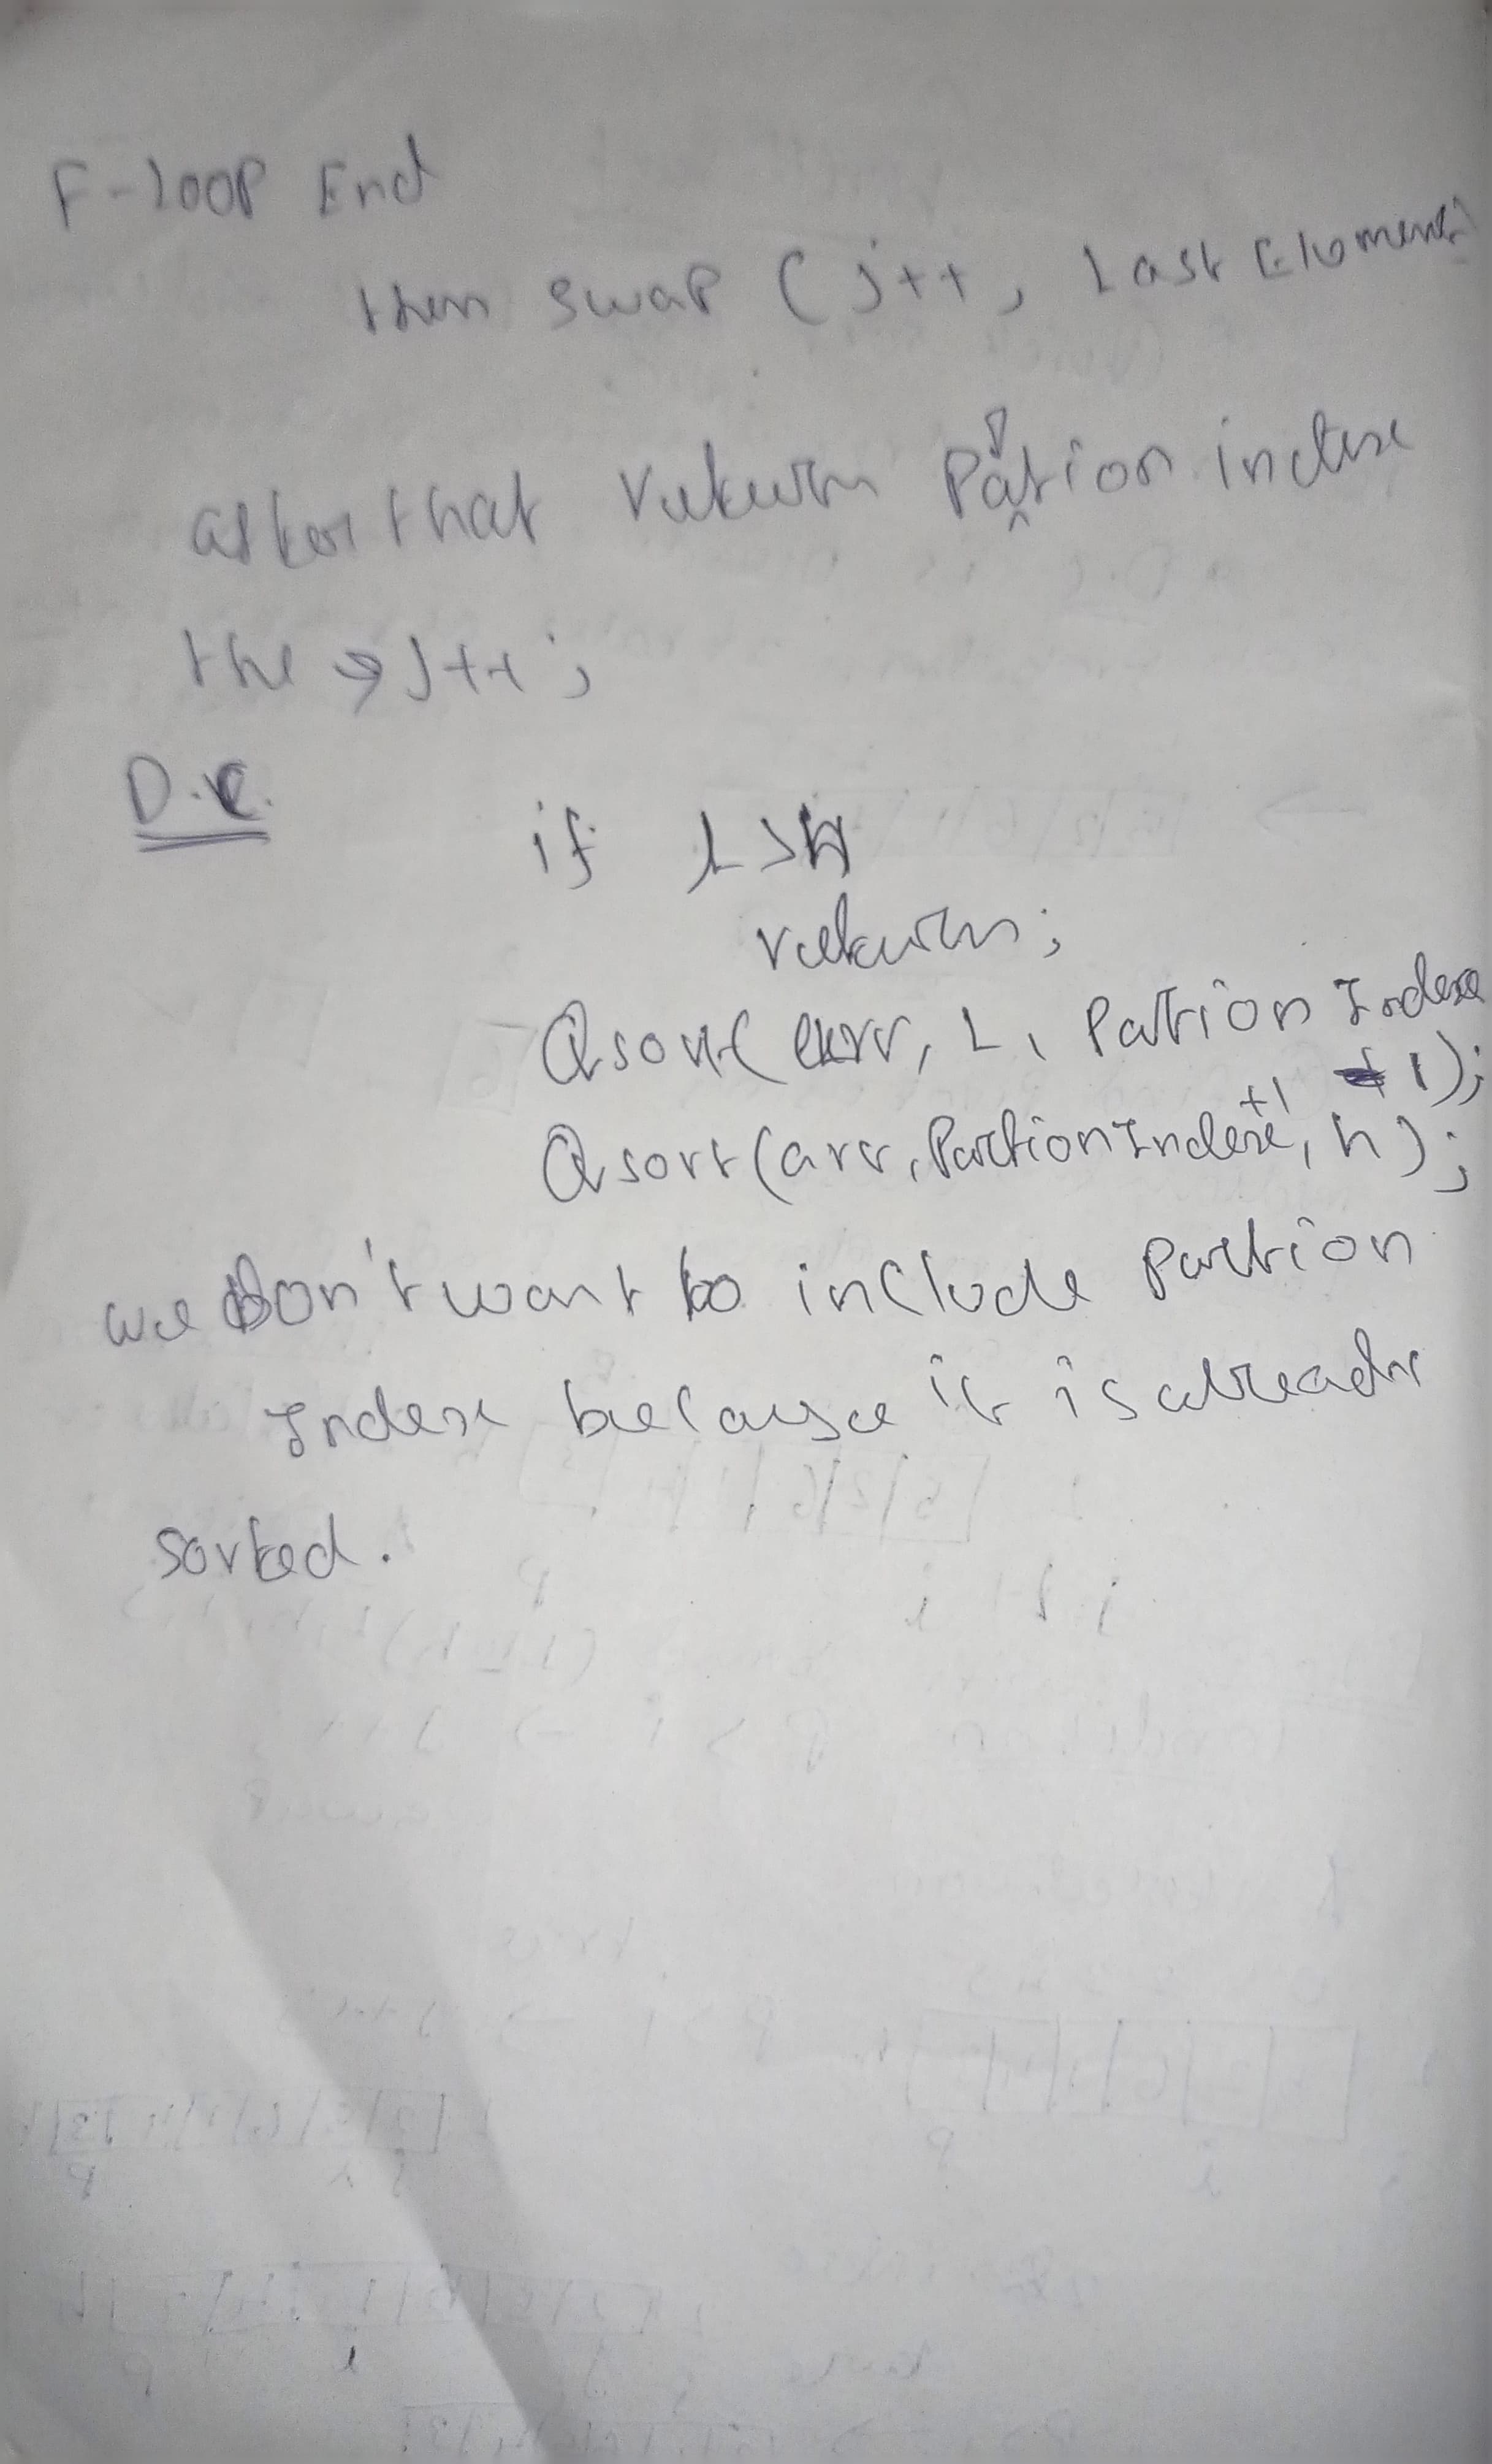 F-loop End
then swap (j++, Last Element)
after that return Partion index
the → J++;
D.C.
if L>H
return;
Qsort(arr, L, Partion Index
1);
Qsort(arr, PartionIndex+1, h);
we Don't want to include Partion
Index because it is already
sorted.